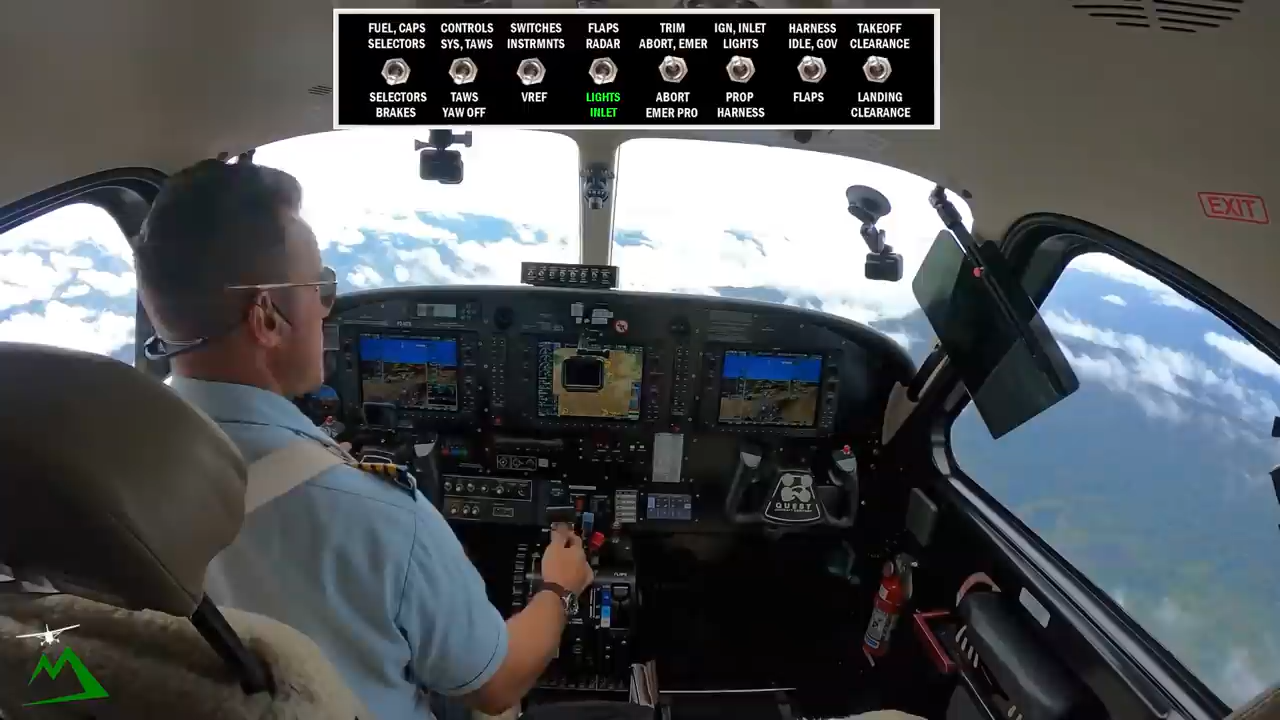 FUEL, CAPS CONTROLS SWITCHES FLAPS TRIM IGN, INLET HARNESS TAKEOFF
SELECTORS SYS, TAWS INSTRMNTS RADAR ABORT, EMER LIGHTS IDLE, GOV CLEARANCE
SELECTORS TAWS VREF LIGHTS ABORT PROP FLAPS LANDING
BRAKES YAW OFF INLET EMER PRO HARNESS CLEARANCE
EXIT
QUEST
FLAPS